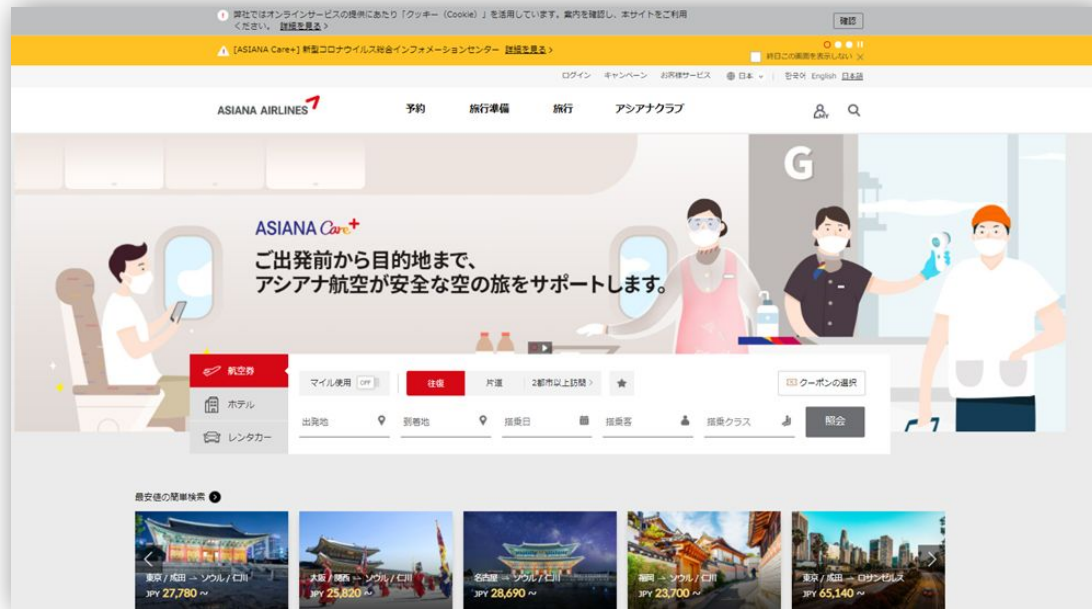 弊社ではオンラインサービスの提供にあたり「クッキー（Cookie）」を活用しています。案内を確認し、本サイトをご利用
ください。 詳細を見る >
確認
[ASIANA Care+] 新型コロナウイルス総合インフォメーションセンター 詳細を見る >
終日この画面を表示しない
ログイン キャンペーン お客様サービス 日本 한국어 English 日本語
ASIANA AIRLINES 予約 旅行準備 旅行 アシアナクラブ MY
G
ASIANA Care+
ご出発前から目的地まで、
アシアナ航空が安全な空の旅をサポートします。
航空券
ホテル
レンタカー
マイル使用 OFF 往復 片道 2都市以上訪問 > クーポンの選択
出発地 到着地 搭乗日 搭乗客 搭乗クラス 照会
最安値の簡単検索
東京 / 成田 → ソウル / 仁川
JPY 27,780 ~
大阪 / 関西 → ソウル / 仁川
JPY 25,820 ~
名古屋 → ソウル / 仁川
JPY 28,690 ~
福岡 → ソウル / 仁川
JPY 23,700 ~
東京 / 成田 → ロサンゼルス
JPY 65,140 ~